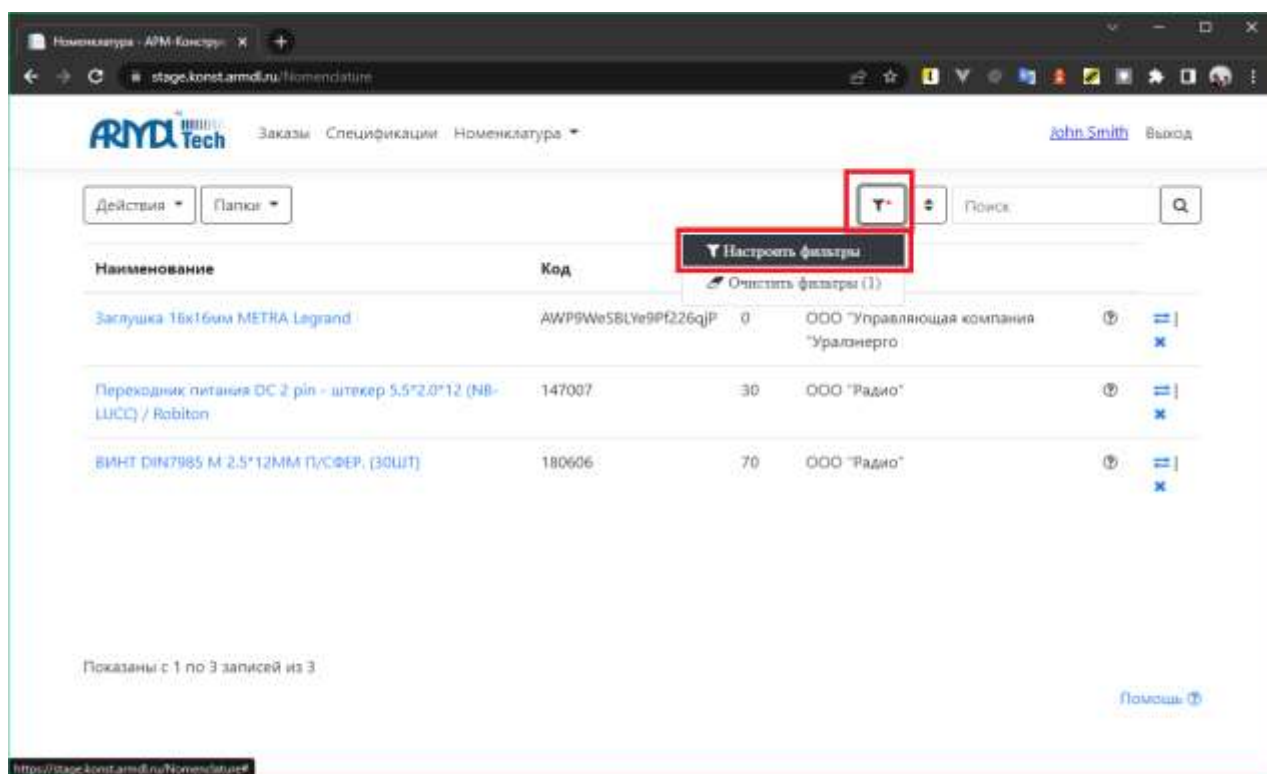 Номенклатура - АРМ-Констру
stage.konst.armdl.ru/Nomenclature
ARMDL Tech
Заказы Спецификации Номенклатура
John Smith Выход
Действия Папки
Поиск
Настроить фильтры
Наименование Код
Очистить фильтры (1)
Заглушка 16х16мм METRA Legrand AWP9WeSBLYe9Pf226qjP 0 ООО "Управляющая компания
"Уралэнерго
Переходник питания DC 2 pin - штекер 5.5*2.0*12 (NB-
LUCC) / Robiton 147007 30 ООО "Радио"
ВИНТ DIN7985 М 2.5*12ММ П/СФЕР. (30ШТ) 180606 70 ООО "Радио"
Показаны с 1 по 3 записей из 3
Помощь
https://stage.konst.armdl.ru/Nomenclature#